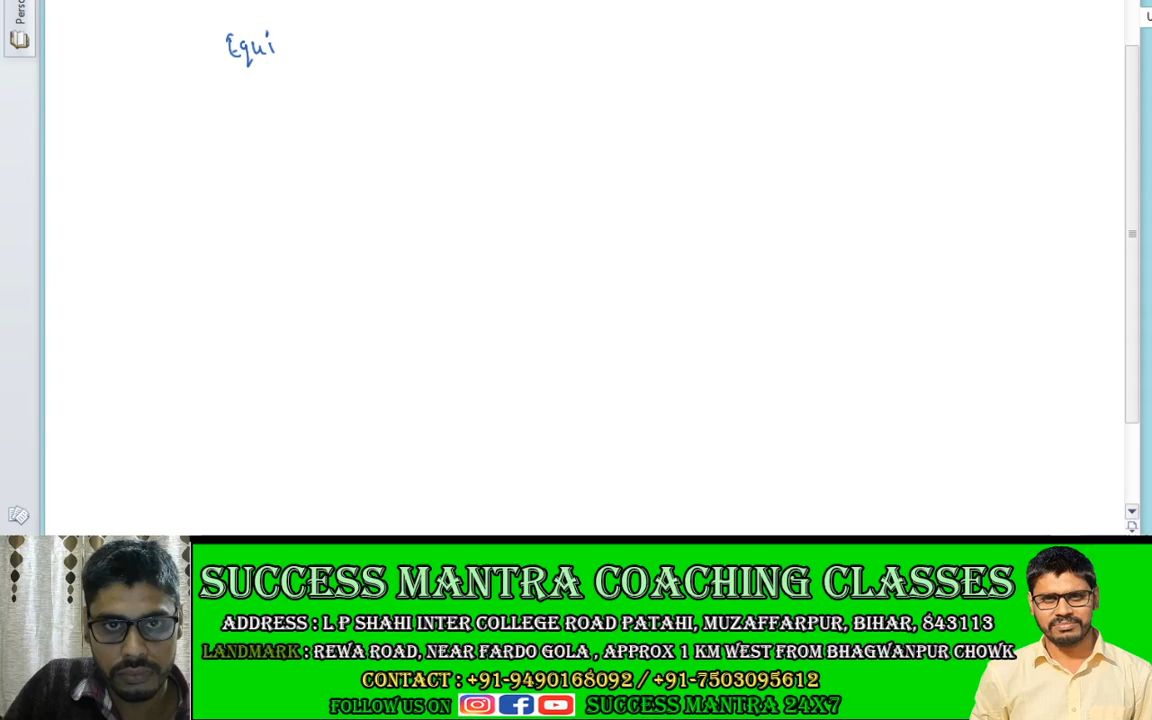 Perso
Equi
U
SUCCESS MANTRA COACHING CLASSES
ADDRESS : L P SHAHI INTER COLLEGE ROAD PATAHI, MUZAFFARPUR, BIHAR, 843113
LANDMARK : REWA ROAD, NEAR FARDO GOLA , APPROX 1 KM WEST FROM BHAGWANPUR CHOWK
CONTACT : +91-9490168092 / +91-7503095612
FOLLOW US ON SUCCESS MANTRA 24X7